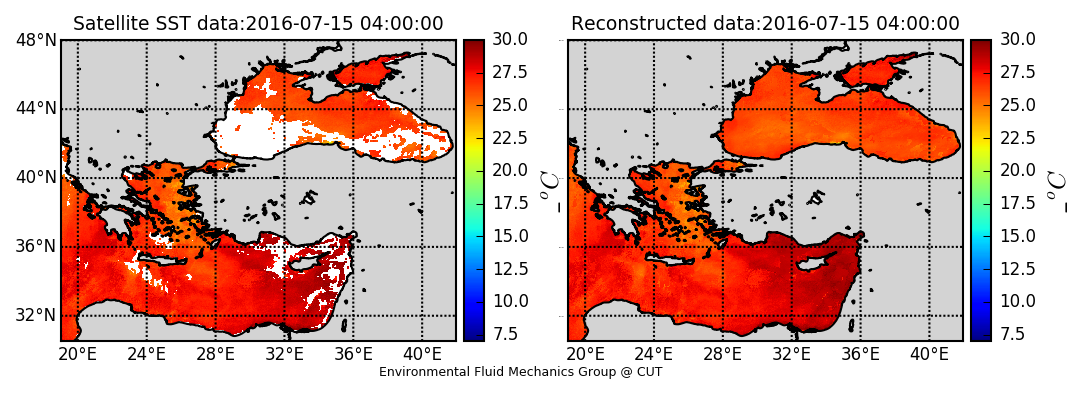 Satellite SST data:2016-07-15 04:00:00
Reconstructed data:2016-07-15 04:00:00
48°N
44°N
40°N
36°N
32°N
20°E 24°E 28°E 32°E 36°E 40°E
30.0
27.5
25.0
22.5
20.0
17.5
15.0
12.5
10.0
7.5
_ °C
20°E 24°E 28°E 32°E 36°E 40°E
30.0
27.5
25.0
22.5
20.0
17.5
15.0
12.5
10.0
7.5
_ °C
Environmental Fluid Mechanics Group @ CUT